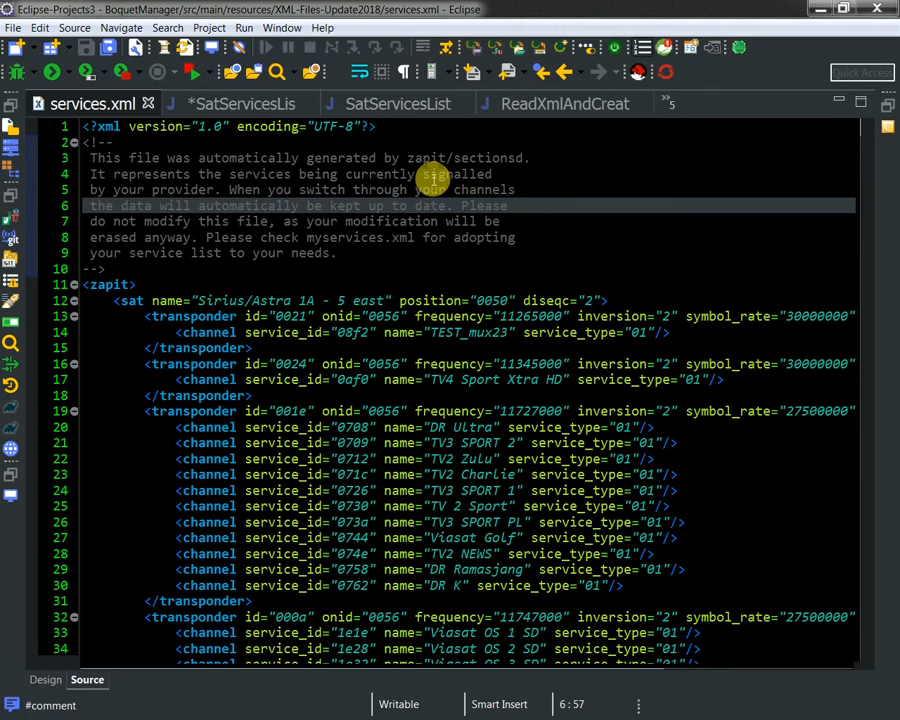 Eclipse-Projects3 - BoquetManager/src/main/resources/XML-Files-Update2018/services.xml - Eclipse
File Edit Source Navigate Search Project Run Window Help
Quick Access
services.xml *SatServicesLis SatServicesList ReadXmlAndCreat 5
1 <?xml version="1.0" encoding="UTF-8"?>
2 <!--
3 This file was automatically generated by zapit/sectionsd.
4 It represents the services being currently signalled
5 by your provider. When you switch through your channels
6 the data will automatically be kept up to date. Please
7 do not modify this file, as your modification will be
8 erased anyway. Please check myservices.xml for adopting
9 your service list to your needs.
10 -->
11 <zapit>
12 <sat name="Sirius/Astra 1A - 5 east" position="0050" diseqc="2">
13 <transponder id="0021" onid="0056" frequency="11265000" inversion="2" symbol_rate="30000000"
14 <channel service_id="08f2" name="TEST_mux23" service_type="01"/>
15 </transponder>
16 <transponder id="0024" onid="0056" frequency="11345000" inversion="2" symbol_rate="30000000"
17 <channel service_id="0af0" name="TV4 Sport Xtra HD" service_type="01"/>
18 </transponder>
19 <transponder id="001e" onid="0056" frequency="11727000" inversion="2" symbol_rate="27500000"
20 <channel service_id="0708" name="DR Ultra" service_type="01"/>
21 <channel service_id="0709" name="TV3 SPORT 2" service_type="01"/>
22 <channel service_id="0712" name="TV2 Zulu" service_type="01"/>
23 <channel service_id="071c" name="TV2 Charlie" service_type="01"/>
24 <channel service_id="0726" name="TV3 SPORT 1" service_type="01"/>
25 <channel service_id="0730" name="TV 2 Sport" service_type="01"/>
26 <channel service_id="073a" name="TV3 SPORT PL" service_type="01"/>
27 <channel service_id="0744" name="Viasat Golf" service_type="01"/>
28 <channel service_id="074e" name="TV2 NEWS" service_type="01"/>
29 <channel service_id="0758" name="DR Ramasjang" service_type="01"/>
30 <channel service_id="0762" name="DR K" service_type="01"/>
31 </transponder>
32 <transponder id="000a" onid="0056" frequency="11747000" inversion="2" symbol_rate="27500000"
33 <channel service_id="1e1e" name="Viasat OS 1 SD" service_type="01"/>
34 <channel service_id="1e28" name="Viasat OS 2 SD" service_type="01"/>
<channel service_id="1e32" name="Viasat OS 3 SD" service_type="01"/>
Design Source
#comment Writable Smart Insert 6 : 57